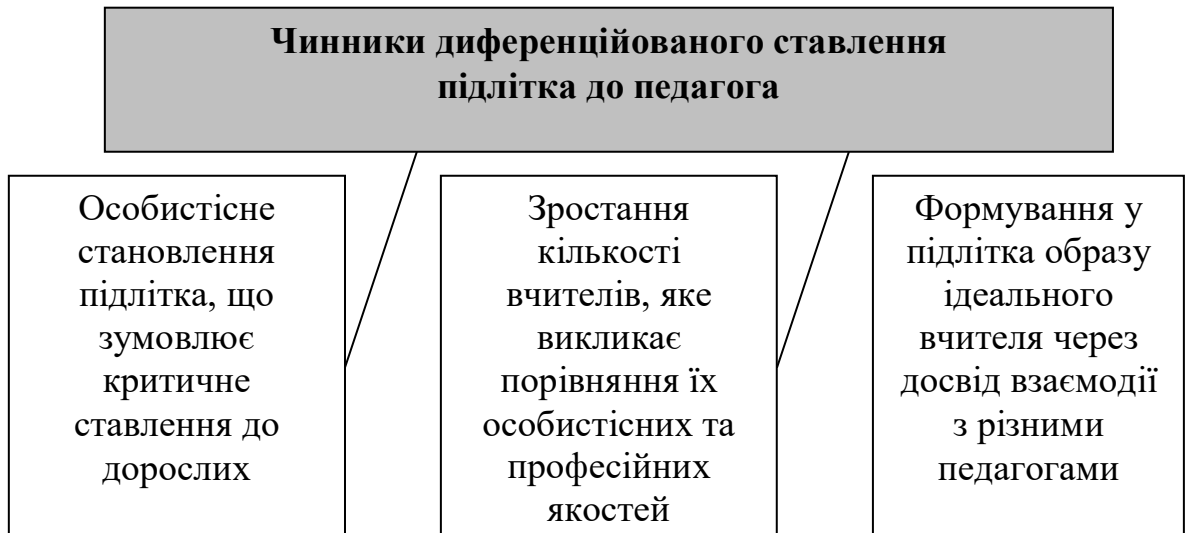 Чинники диференційованого ставлення
підлітка до педагога
Особистісне
становлення
підлітка, що
зумовлює
критичне
ставлення до
дорослих
Зростання
кількості
вчителів, яке
викликає
порівняння їх
особистісних та
професійних
якостей
Формування у
підлітка образу
ідеального
вчителя через
досвід взаємодії
з різними
педагогами